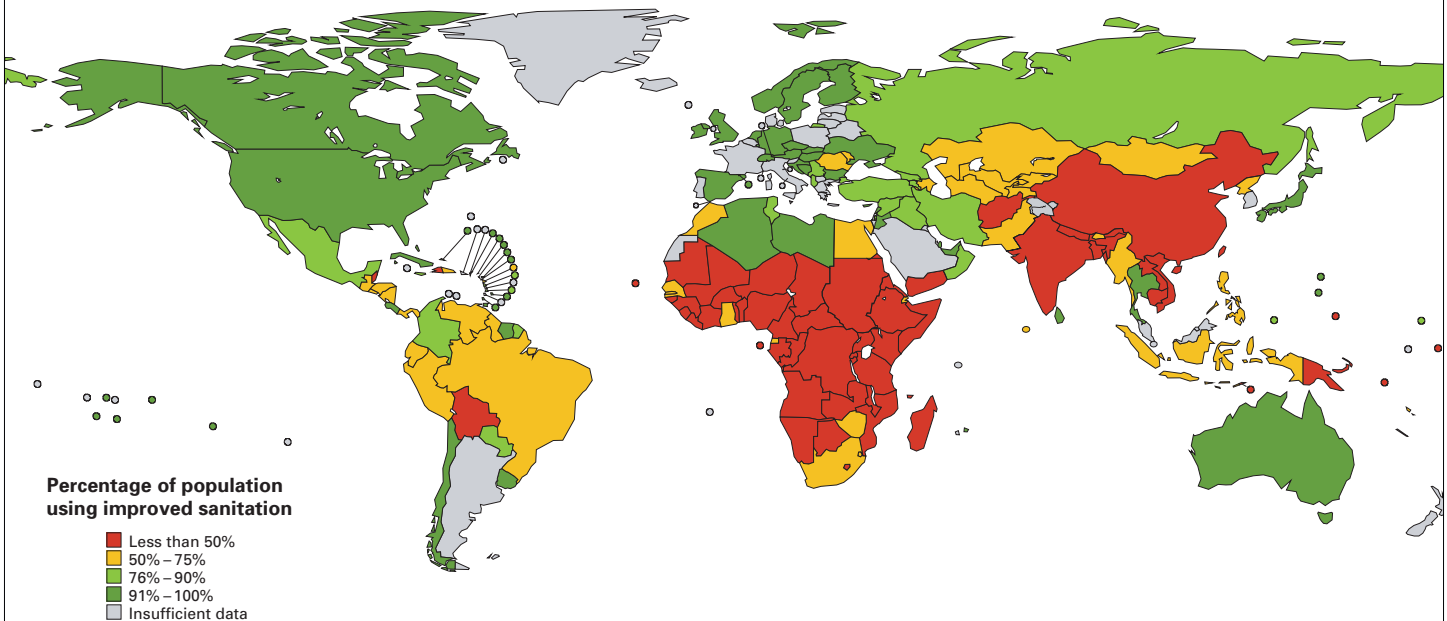 Percentage of population
using improved sanitation
Less than 50%
50% – 75%
76% – 90%
91% – 100%
Insufficient data